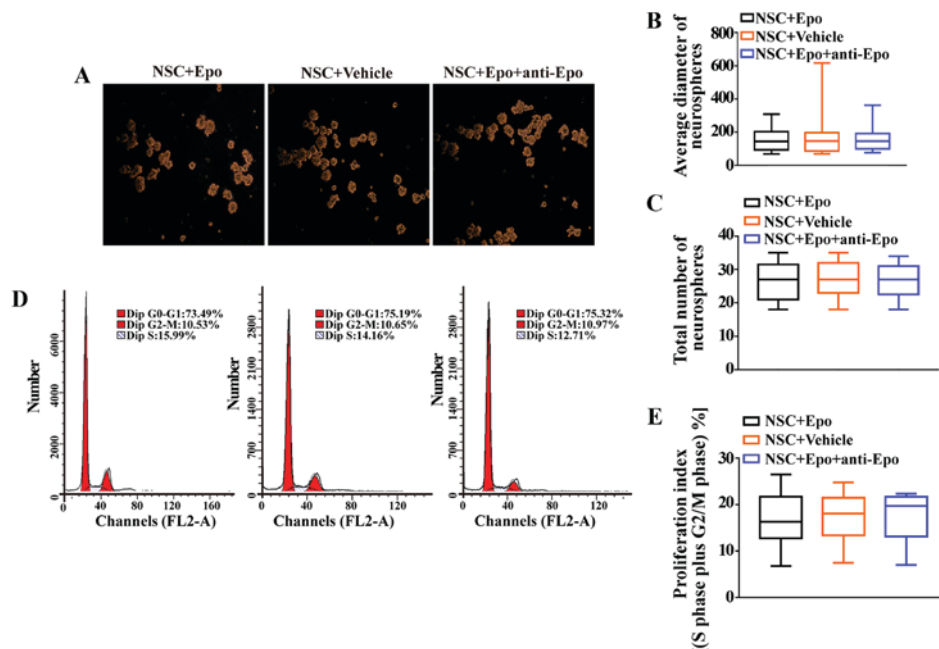 A
NSC+Epo
NSC+Vehicle
NSC+Epo+anti-Epo
B
NSC+Epo
NSC+Vehicle
NSC+Epo+anti-Epo
Average diameter of
neurospheres
800
600
400
200
0
C
NSC+Epo
NSC+Vehicle
NSC+Epo+anti-Epo
Total number of
neurospheres
40
30
20
10
0
D
Number
6000
4000
2000
0
Dip G0-G1:73.49%
Dip G2-M:10.53%
Dip S:15.99%
0 40 80 120 160
Channels (FL2-A)
Number
2800
2100
1400
700
0
Dip G0-G1:75.19%
Dip G2-M:10.65%
Dip S:14.16%
0 40 80 120 160
Channels (FL2-A)
Number
2800
2100
1400
700
0
Dip G0-G1:75.32%
Dip G2-M:10.97%
Dip S:12.71%
0 30 60 90 120
Channels (FL2-A)
E
NSC+Epo
NSC+Vehicle
NSC+Epo+anti-Epo
Proliferation index
(S phase plus G2/M phase) %]
30
20
10
0